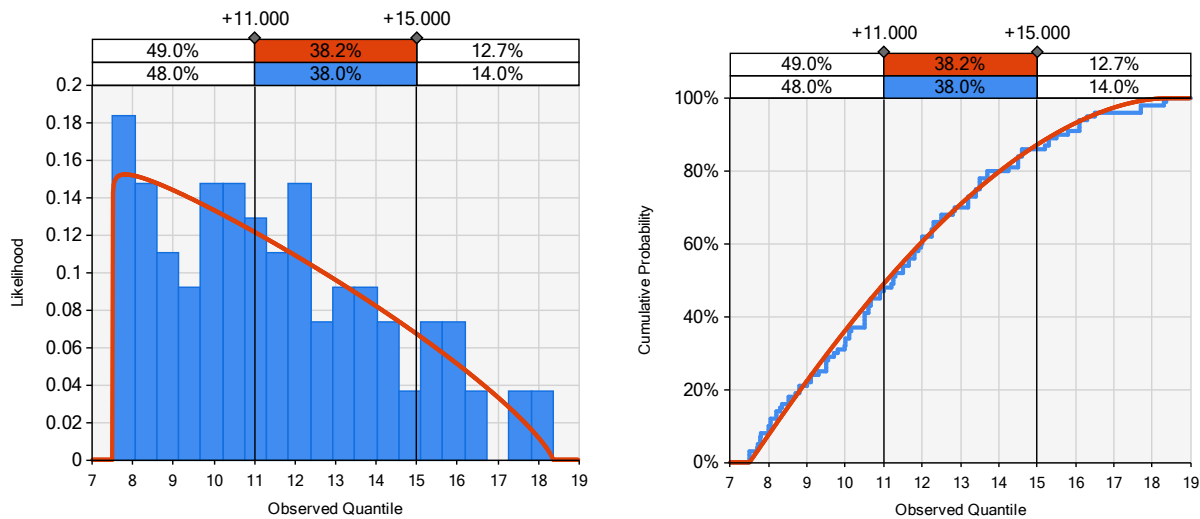 +11.000 +15.000
49.0% 38.2% 12.7%
48.0% 38.0% 14.0%
0.2
0.18
0.16
0.14
0.12
0.1
0.08
0.06
0.04
0.02
0
Likelihood
7 8 9 10 11 12 13 14 15 16 17 18 19
Observed Quantile
+11.000 +15.000
49.0% 38.2% 12.7%
48.0% 38.0% 14.0%
100%
80%
60%
40%
20%
0%
Cumulative Probability
7 8 9 10 11 12 13 14 15 16 17 18 19
Observed Quantile